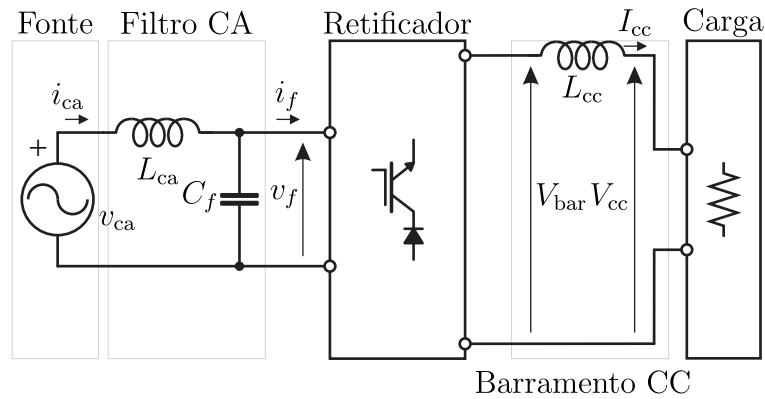 Fonte
Filtro CA
Retificador
I_cc
Carga
i_ca
i_f
L_cc
+
L_ca
C_f
v_f
V_bar
V_cc
v_ca
Barramento CC